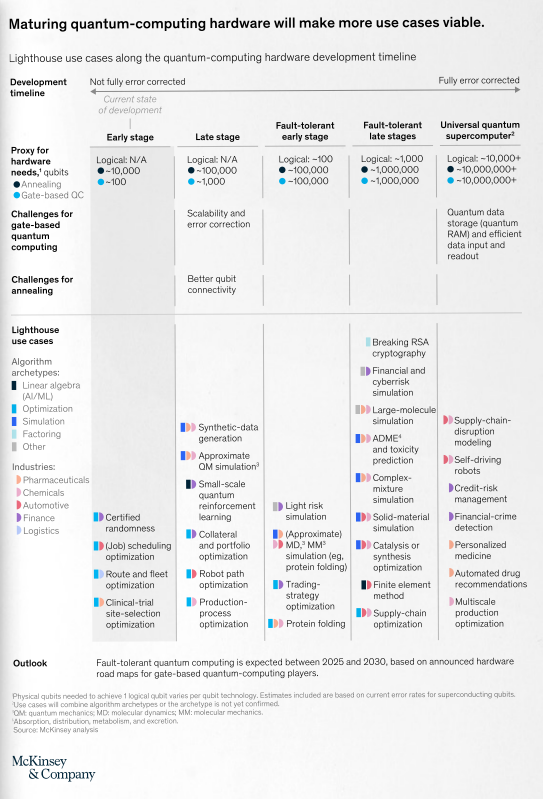 Maturing quantum-computing hardware will make more use cases viable.
Lighthouse use cases along the quantum-computing hardware development timeline
Development
timeline
Not fully error corrected
Fully error corrected
Current state
of development
Early stage
Late stage
Fault-tolerant
early stage
Fault-tolerant
late stages
Universal quantum
supercomputer²
Proxy for
hardware
needs,¹ qubits
Annealing
Gate-based QC
Logical: N/A
~10,000
~100
Logical: N/A
~100,000
~1,000
Logical: ~100
~100,000
~100,000
Logical: ~1,000
~1,000,000
~1,000,000
Logical: ~10,000+
~10,000,000+
~10,000,000+
Challenges for
gate-based
quantum
computing
Scalability and
error correction
Quantum data
storage (quantum
RAM) and efficient
data input and
readout
Challenges for
annealing
Better qubit
connectivity
Lighthouse
use cases
Algorithm
archetypes:
Linear algebra
(AI/ML)
Optimization
Simulation
Factoring
Other
Industries:
Pharmaceuticals
Chemicals
Automotive
Finance
Logistics
Certified
randomness
(Job) scheduling
optimization
Route and fleet
optimization
Clinical-trial
site-selection
optimization
Synthetic-data
generation
Approximate
QM simulation³
Small-scale
quantum
reinforcement
learning
Collateral
and portfolio
optimization
Robot path
optimization
Production-
process
optimization
Light risk
simulation
(Approximate)
MD,³ MM³
simulation (eg,
protein folding)
Trading-
strategy
optimization
Protein folding
Breaking RSA
cryptography
Financial and
cyberrisk
simulation
Large-molecule
simulation
ADME⁴
and toxicity
prediction
Complex-
mixture
simulation
Solid-material
simulation
Catalysis or
synthesis
optimization
Finite element
method
Supply-chain
optimization
Supply-chain-
disruption
modeling
Self-driving
robots
Credit-risk
management
Financial-crime
detection
Personalized
medicine
Automated drug
recommendations
Multiscale
production
optimization
Outlook
Fault-tolerant quantum computing is expected between 2025 and 2030, based on announced hardware
road maps for gate-based quantum-computing players.
Physical qubits needed to achieve 1 logical qubit varies per qubit technology. Estimates included are based on current error rates for superconducting qubits.
Use cases will combine algorithm archetypes or the archetype is not yet confirmed.
QM: quantum mechanics; MD: molecular dynamics; MM: molecular mechanics.
Absorption, distribution, metabolism, and excretion.
Source: McKinsey analysis
McKinsey
& Company